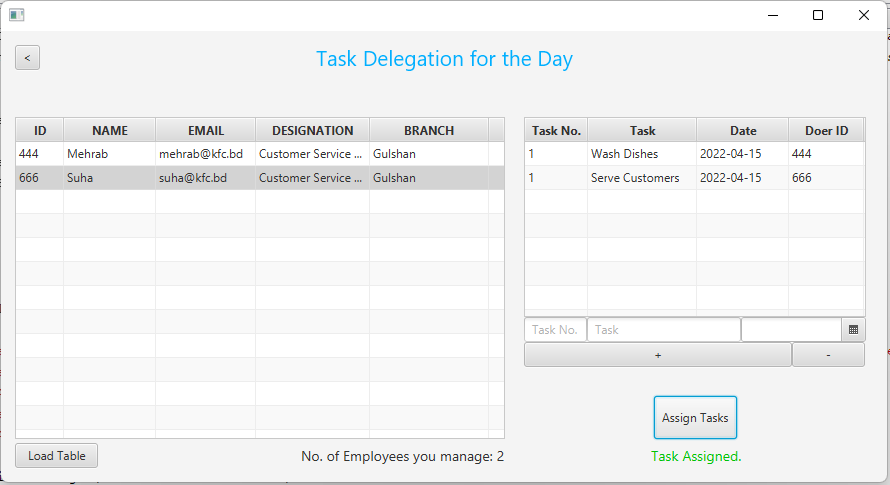 <
Task Delegation for the Day
ID NAME EMAIL DESIGNATION BRANCH
444 Mehrab mehrab@kfc.bd Customer Service ... Gulshan
666 Suha suha@kfc.bd Customer Service ... Gulshan
Load Table
No. of Employees you manage: 2
Task No. Task Date Doer ID
1 Wash Dishes 2022-04-15 444
1 Serve Customers 2022-04-15 666
Task No. Task
+ -
Assign Tasks
Task Assigned.